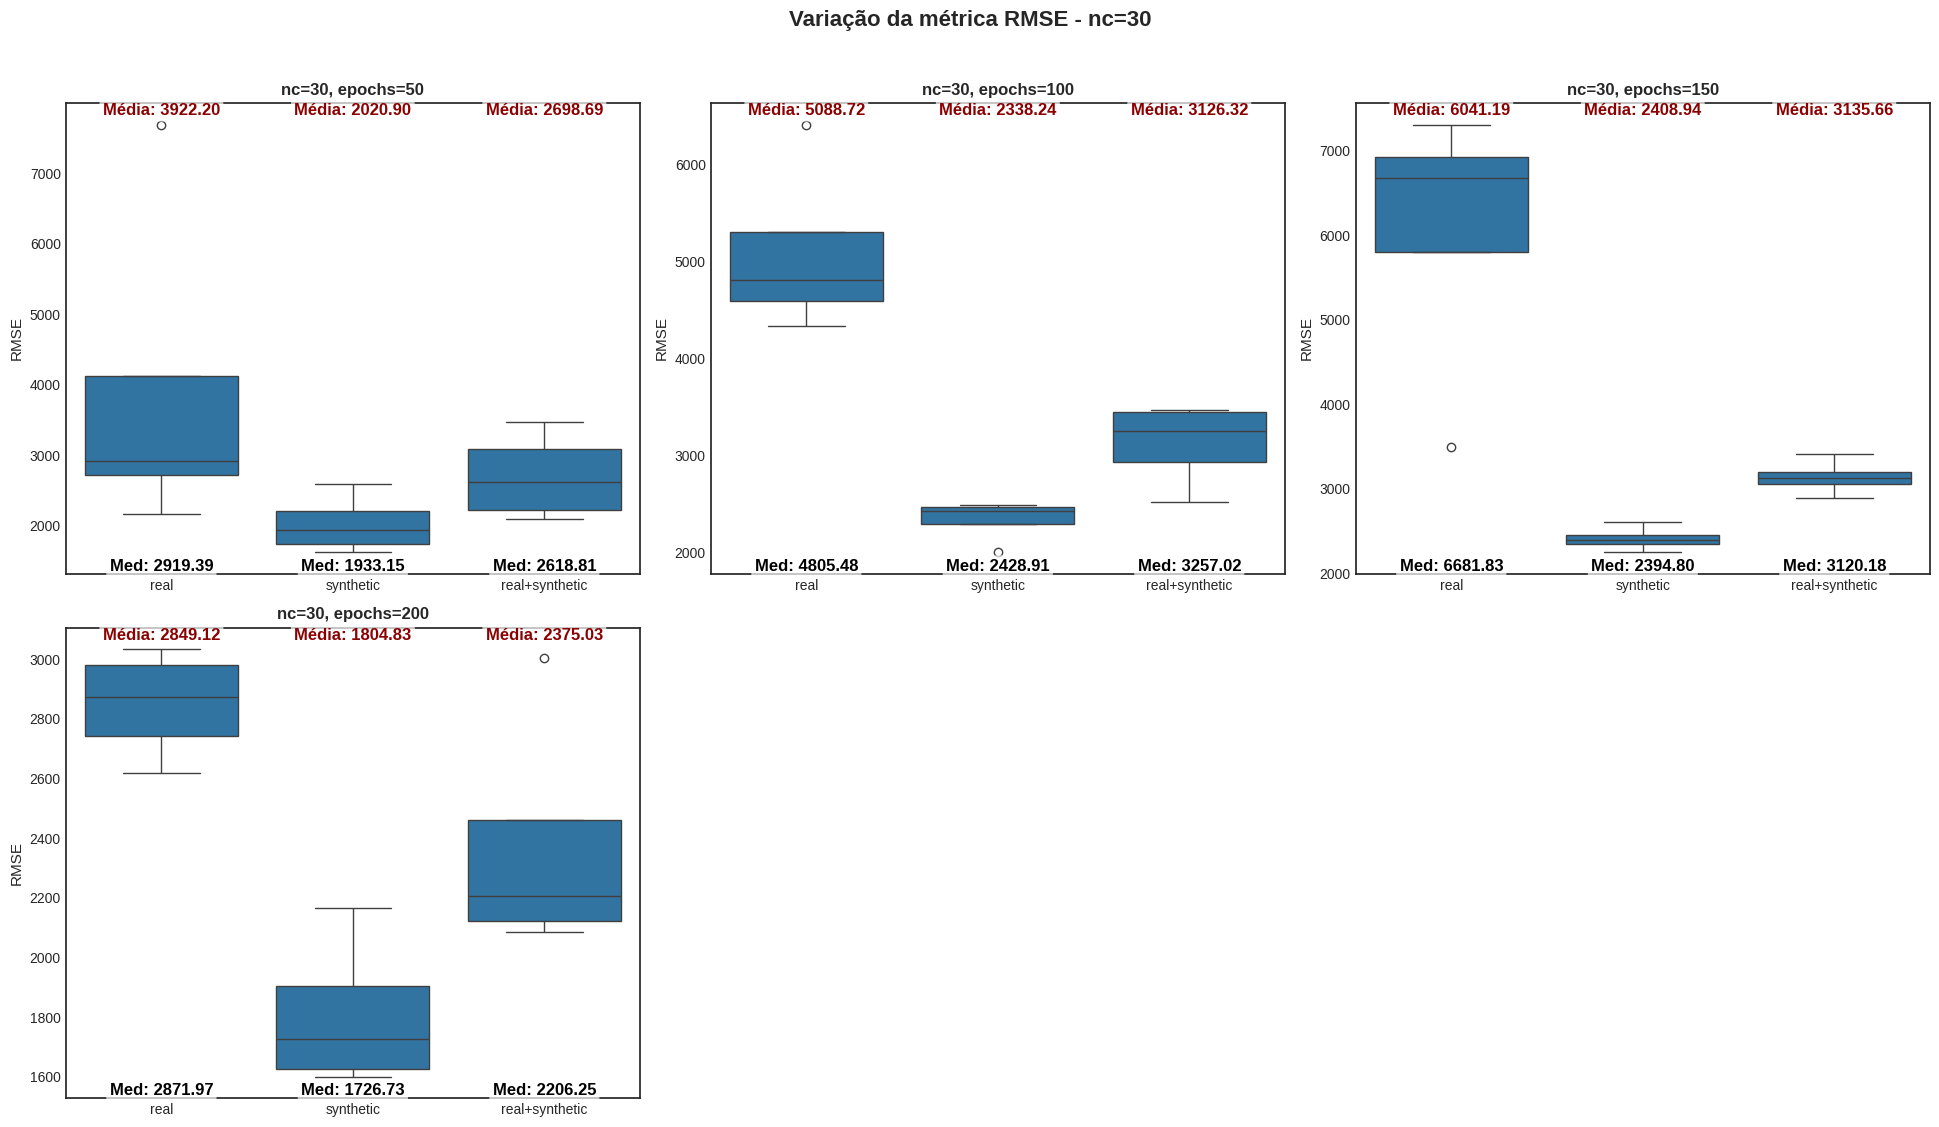 Variação da métrica RMSE - nc=30
nc=30, epochs=50
Média: 3922.20 Média: 2020.90 Média: 2698.69
7000
6000
5000
4000
3000
2000
RMSE
Med: 2919.39 Med: 1933.15 Med: 2618.81
real synthetic real+synthetic
nc=30, epochs=100
Média: 5088.72 Média: 2338.24 Média: 3126.32
6000
5000
4000
3000
2000
RMSE
Med: 4805.48 Med: 2428.91 Med: 3257.02
real synthetic real+synthetic
nc=30, epochs=150
Média: 6041.19 Média: 2408.94 Média: 3135.66
7000
6000
5000
4000
3000
2000
RMSE
Med: 6681.83 Med: 2394.80 Med: 3120.18
real synthetic real+synthetic
nc=30, epochs=200
Média: 2849.12 Média: 1804.83 Média: 2375.03
3000
2800
2600
2400
2200
2000
1800
1600
RMSE
Med: 2871.97 Med: 1726.73 Med: 2206.25
real synthetic real+synthetic